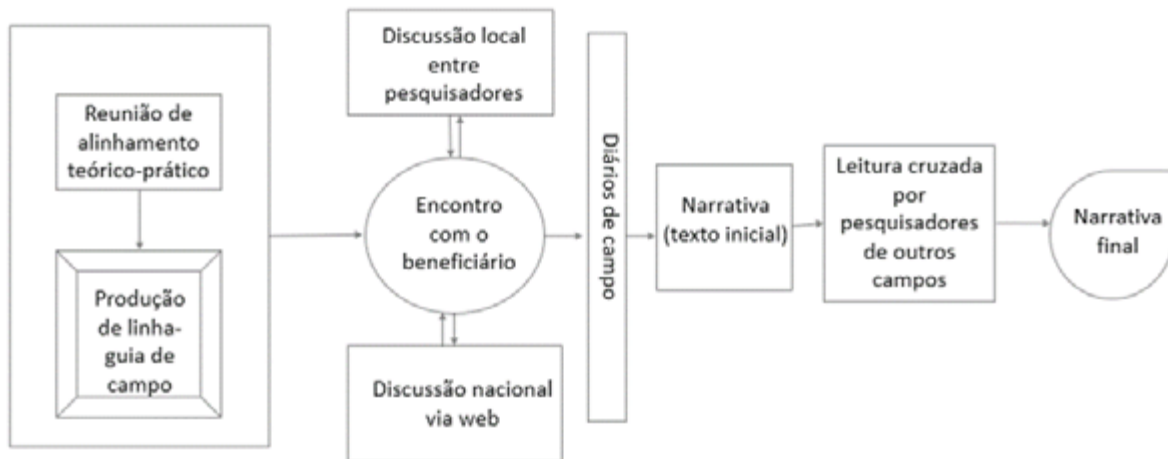 Reunião de
alinhamento
teórico-prático
Produção
de linha-
guia de
campo
Discussão local
entre
pesquisadores
Encontro
com o
beneficiário
Discussão nacional
via web
Diários de campo
Narrativa
(texto inicial)
Leitura cruzada
por
pesquisadores
de outros
campos
Narrativa
final